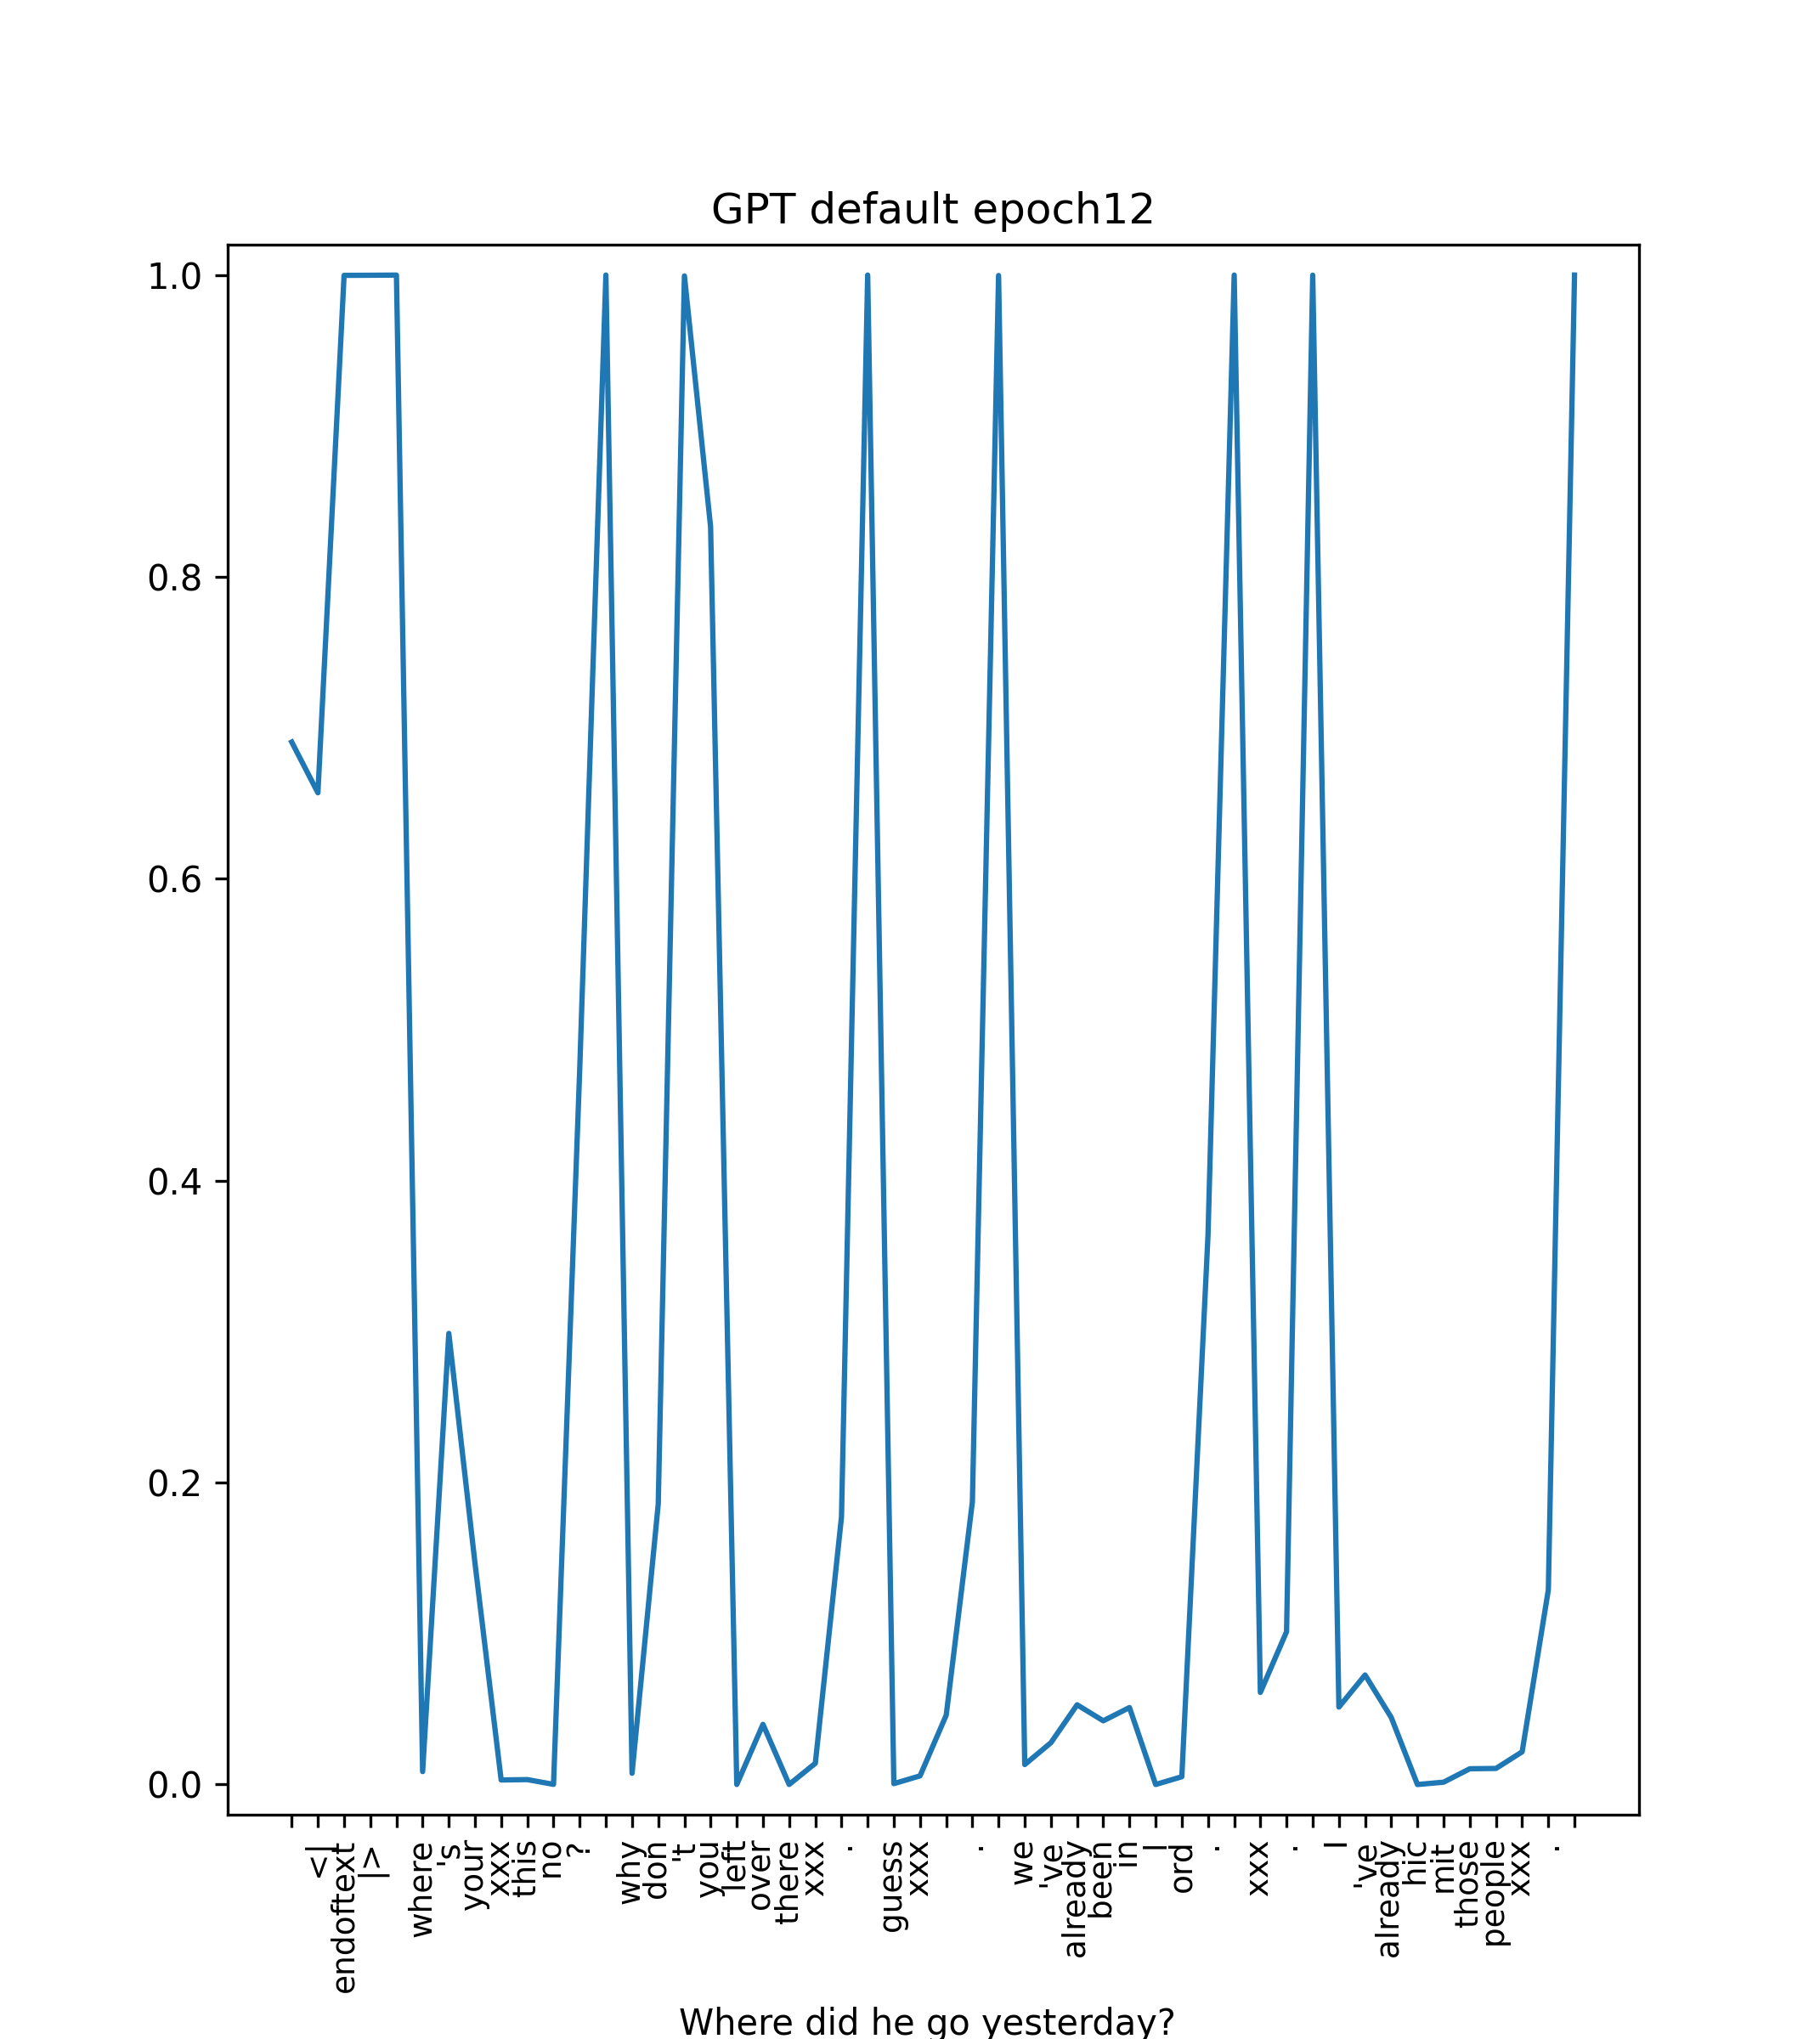 GPT default epoch12
1.0
0.8
0.6
0.4
0.2
0.0
<|
endoftext
|>
where
's
your
xxx
this
no
?
why
don
't
you
left
over
there
xxx
.
guess
xxx
.
we
've
already
been
in
l
ord
.
xxx
.
I
've
already
hic
mit
those
people
xxx
.
Where did he go yesterday?